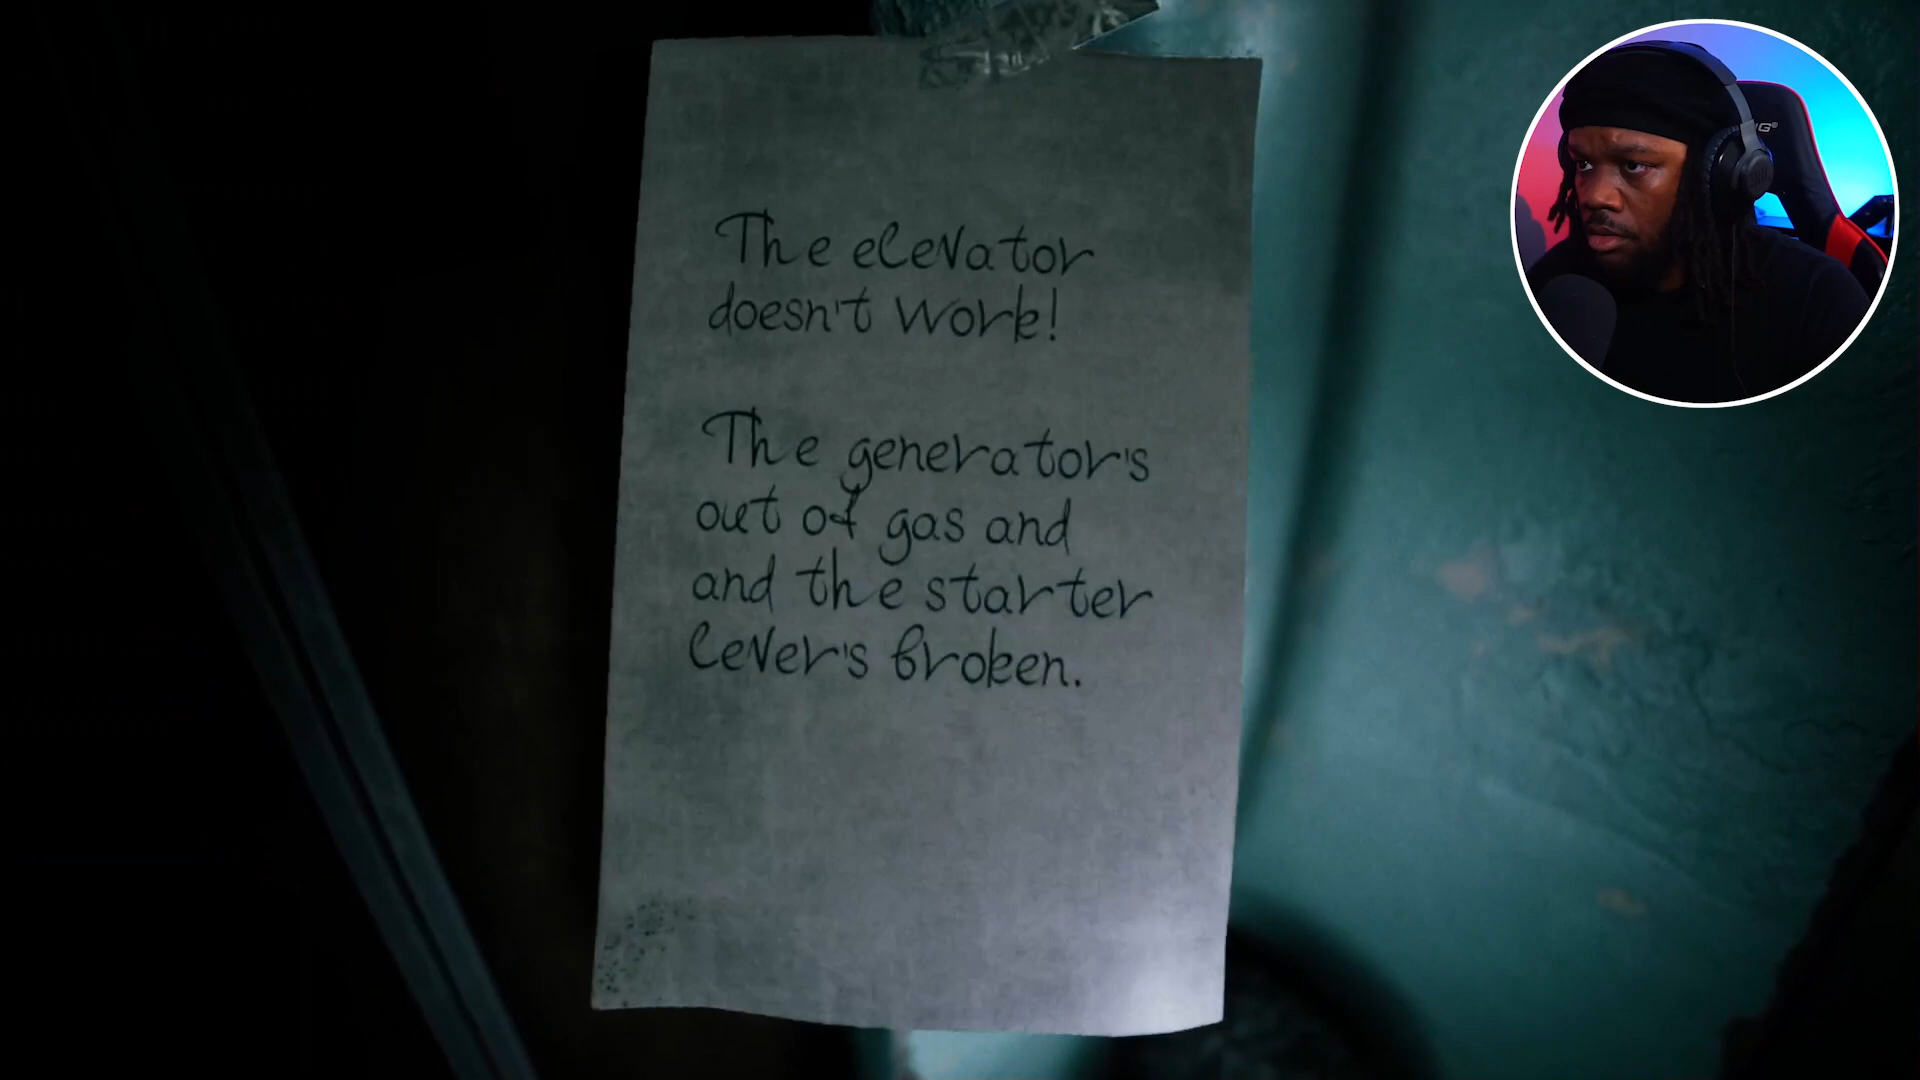 The elevator
doesn't work!
The generator's
out of gas and
and the starter
lever's broken.